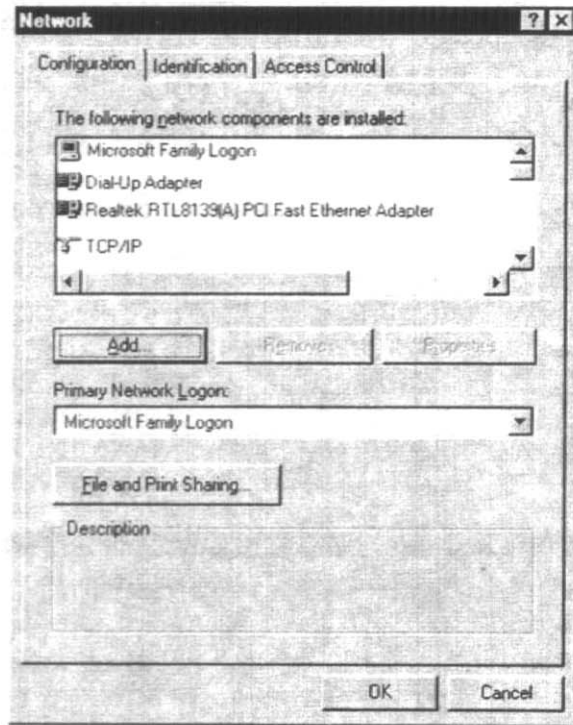 Network ? ×
Configuration Identification Access Control
The following network components are installed:
Microsoft Family Logon
Dial-Up Adapter
Realtek RTL8139(A) PCI Fast Ethernet Adapter
TCP/IP
Add... Remove Properties
Primary Network Logon:
Microsoft Family Logon
File and Print Sharing...
Description
OK Cancel